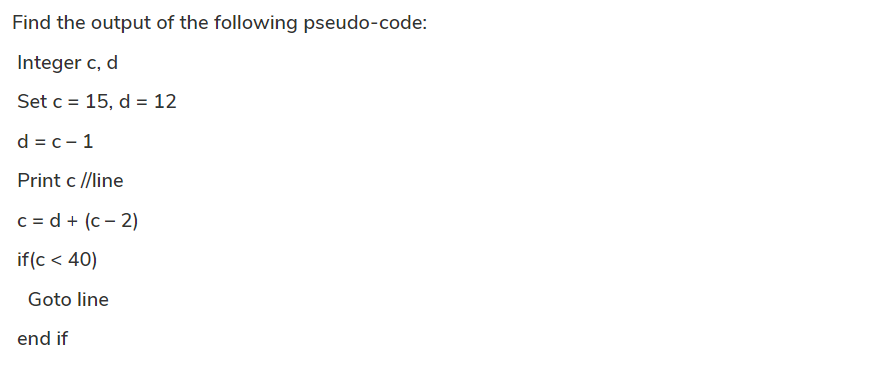 Find the output of the following pseudo-code:
Integer c, d
Set c = 15, d = 12
d = c – 1
Print c //line
c = d + (c – 2)
if(c < 40)
Goto line
end if